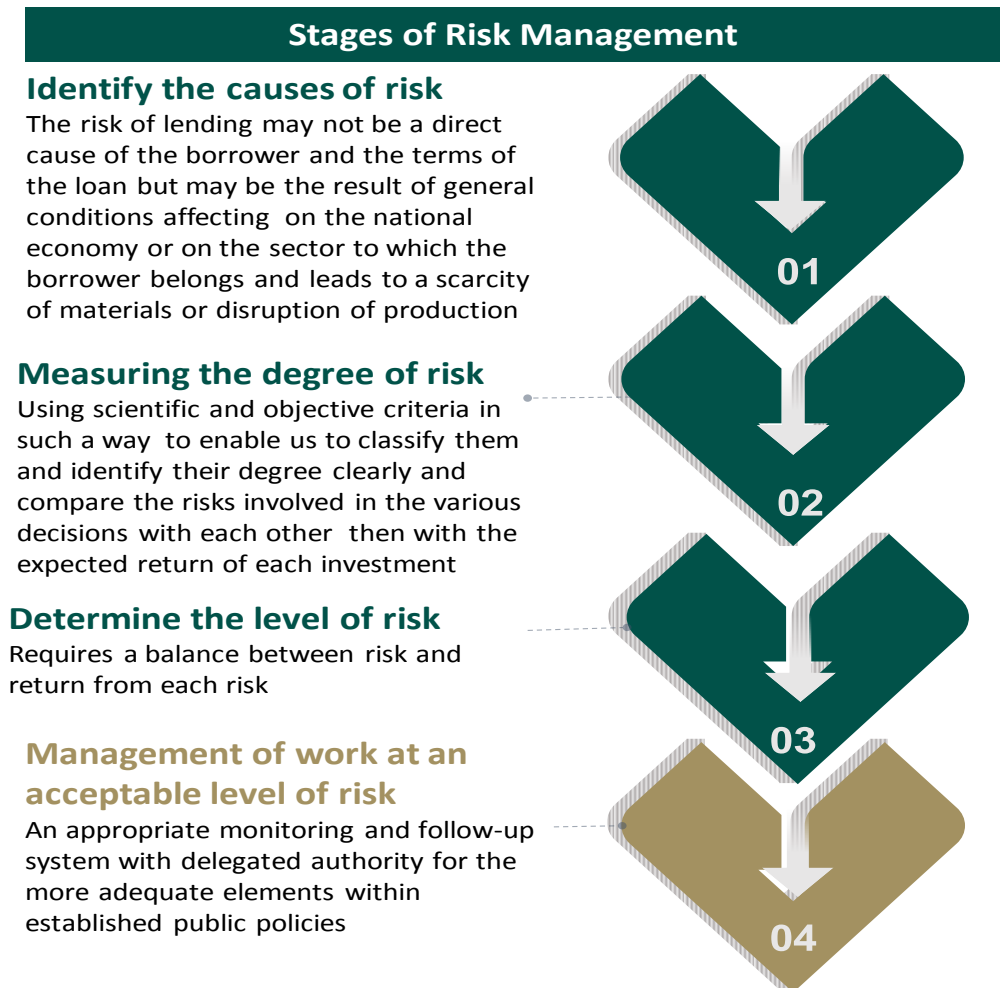 Stages of Risk Management
Identify the causes of risk
The risk of lending may not be a direct
cause of the borrower and the terms of
the loan but may be the result of general
conditions affecting on the national
economy or on the sector to which the
borrower belongs and leads to a scarcity
of materials or disruption of production
01
Measuring the degree of risk
Using scientific and objective criteria in
such a way to enable us to classify them
and identify their degree clearly and
compare the risks involved in the various
decisions with each other then with the
expected return of each investment
02
Determine the level of risk
Requires a balance between risk and
return from each risk
03
Management of work at an
acceptable level of risk
An appropriate monitoring and follow-up
system with delegated authority for the
more adequate elements within
established public policies
04